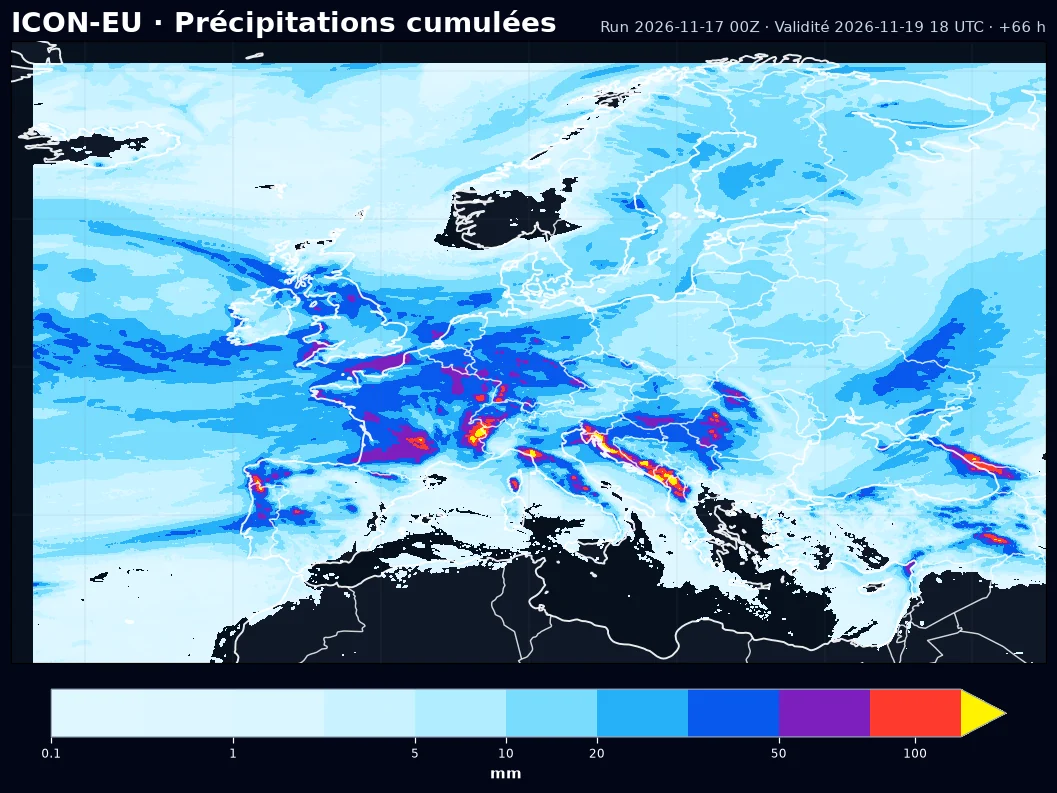 ICON-EU · Précipitations cumulées
Run 2026-11-17 00Z · Validité 2026-11-19 18 UTC · +66 h
0.1 1 5 10 20 50 100
mm